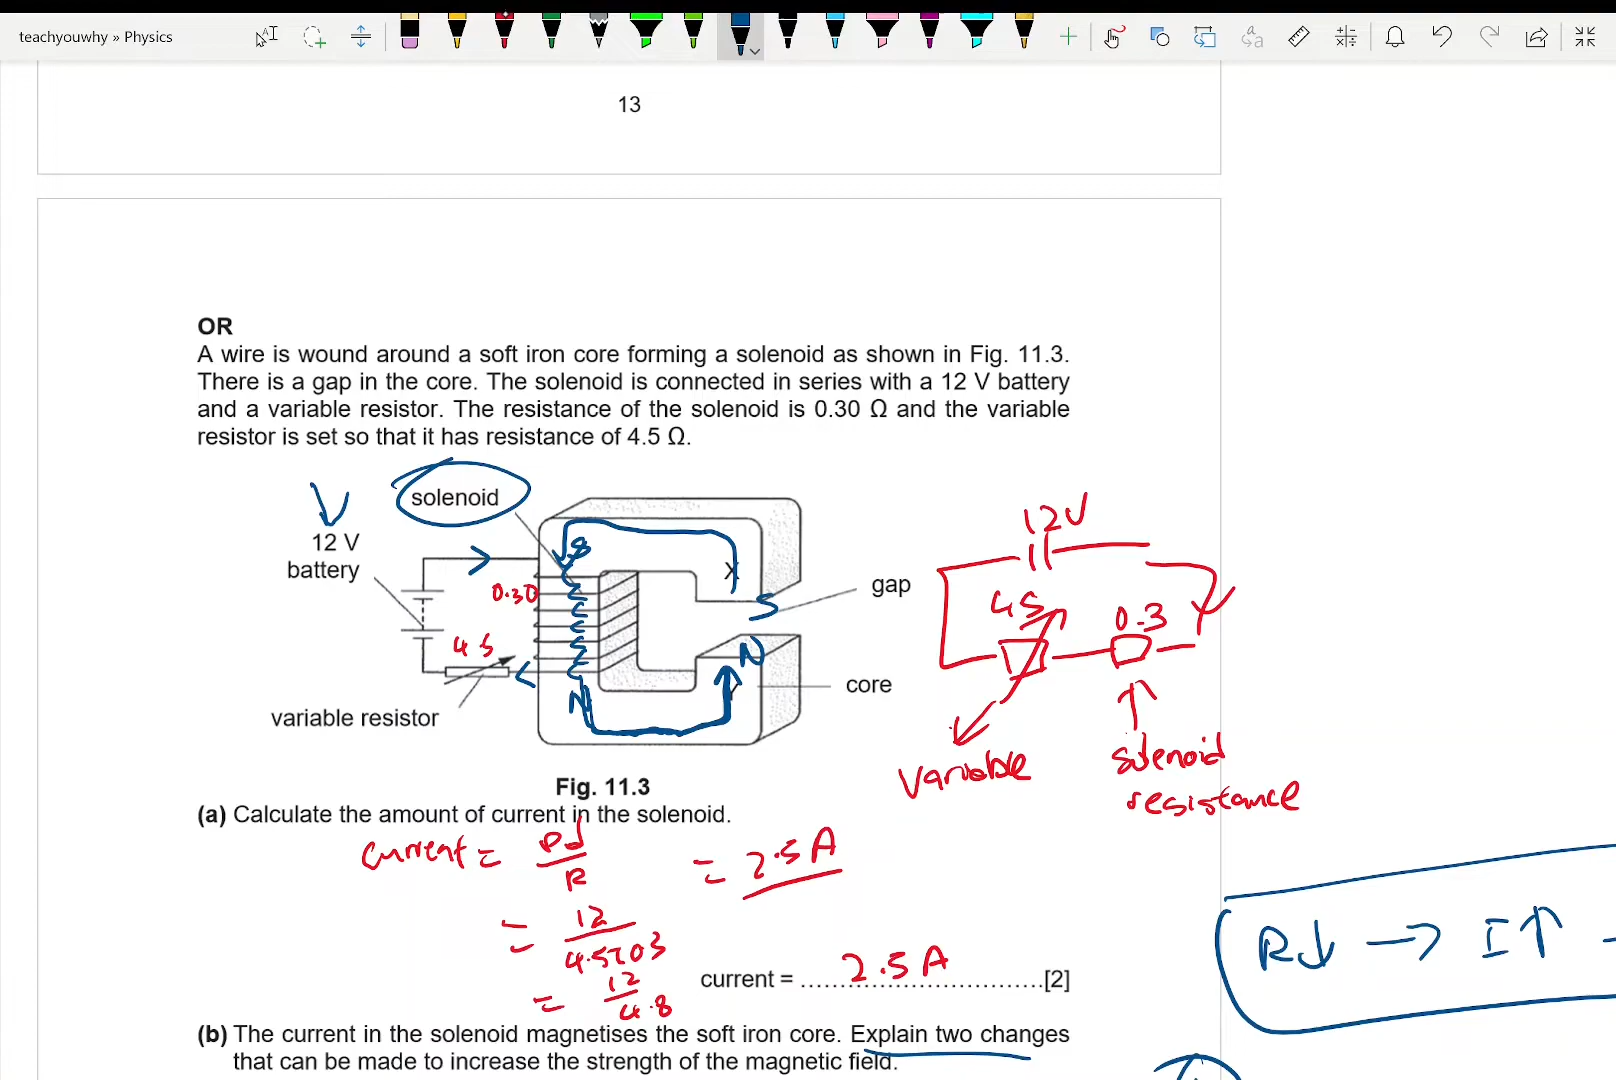 teachyouwhy » Physics
13
OR
A wire is wound around a soft iron core forming a solenoid as shown in Fig. 11.3.
There is a gap in the core. The solenoid is connected in series with a 12 V battery
and a variable resistor. The resistance of the solenoid is 0.30 Ω and the variable
resistor is set so that it has resistance of 4.5 Ω.
V
solenoid
12 V
battery
S
X
0.30
4.5
S
gap
N
N
core
variable resistor
12V
4.5
0.3
Variable
solenoid
resistance
Fig. 11.3
(a) Calculate the amount of current in the solenoid.
current = Pd
R
= 2.5 A
= 12
4.5+0.3
= 12
4.8
current = 2.5 A [2]
R↓ → I↑
(b) The current in the solenoid magnetises the soft iron core. Explain two changes
that can be made to increase the strength of the magnetic field.